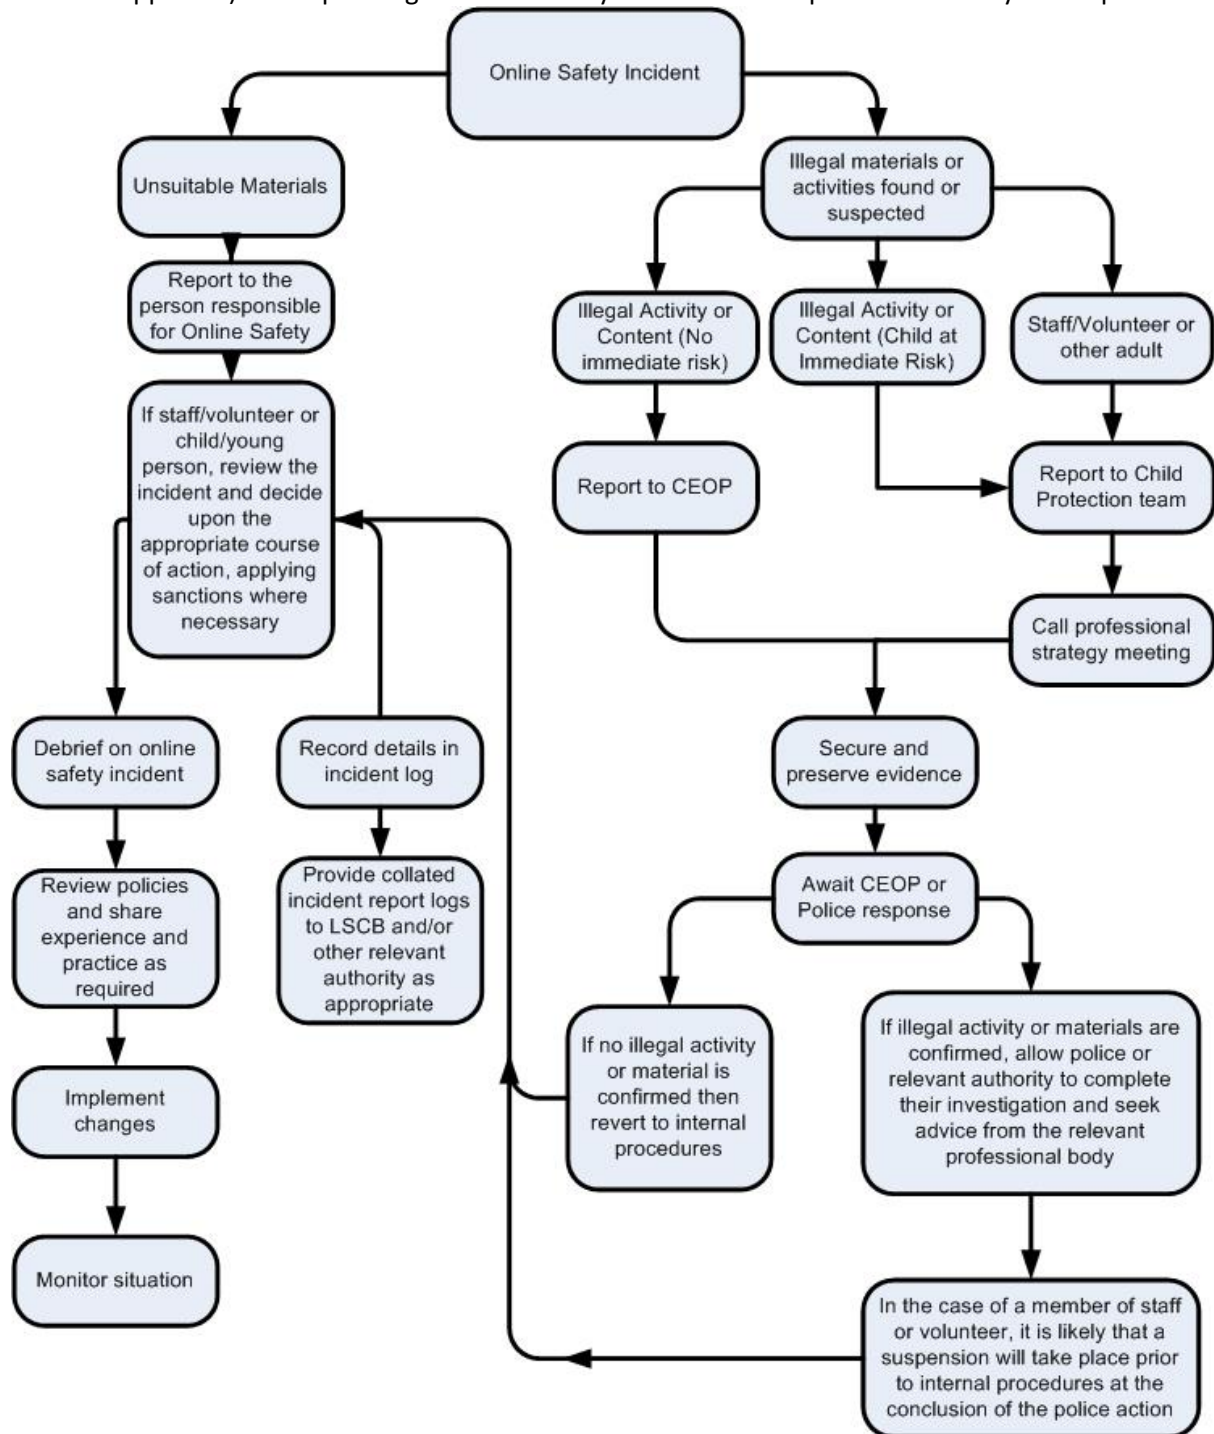 Online Safety Incident
Unsuitable Materials
Illegal materials or
activities found or
suspected
Report to the
person responsible
for Online Safety
Illegal Activity or
Content (No
immediate risk)
Illegal Activity or
Content (Child at
Immediate Risk)
Staff/Volunteer or
other adult
If staff/volunteer or
child/young
person, review the
incident and decide
upon the
appropriate course
of action, applying
sanctions where
necessary
Report to CEOP
Report to Child
Protection team
Call professional
strategy meeting
Debrief on online
safety incident
Record details in
incident log
Secure and
preserve evidence
Review policies
and share
experience and
practice as
required
Provide collated
incident report logs
to LSCB and/or
other relevant
authority as
appropriate
Await CEOP or
Police response
If no illegal activity
or material is
confirmed then
revert to internal
procedures
If illegal activity or materials are
confirmed, allow police or
relevant authority to complete
their investigation and seek
advice from the relevant
professional body
Implement
changes
Monitor situation
In the case of a member of staff
or volunteer, it is likely that a
suspension will take place prior
to internal procedures at the
conclusion of the police action